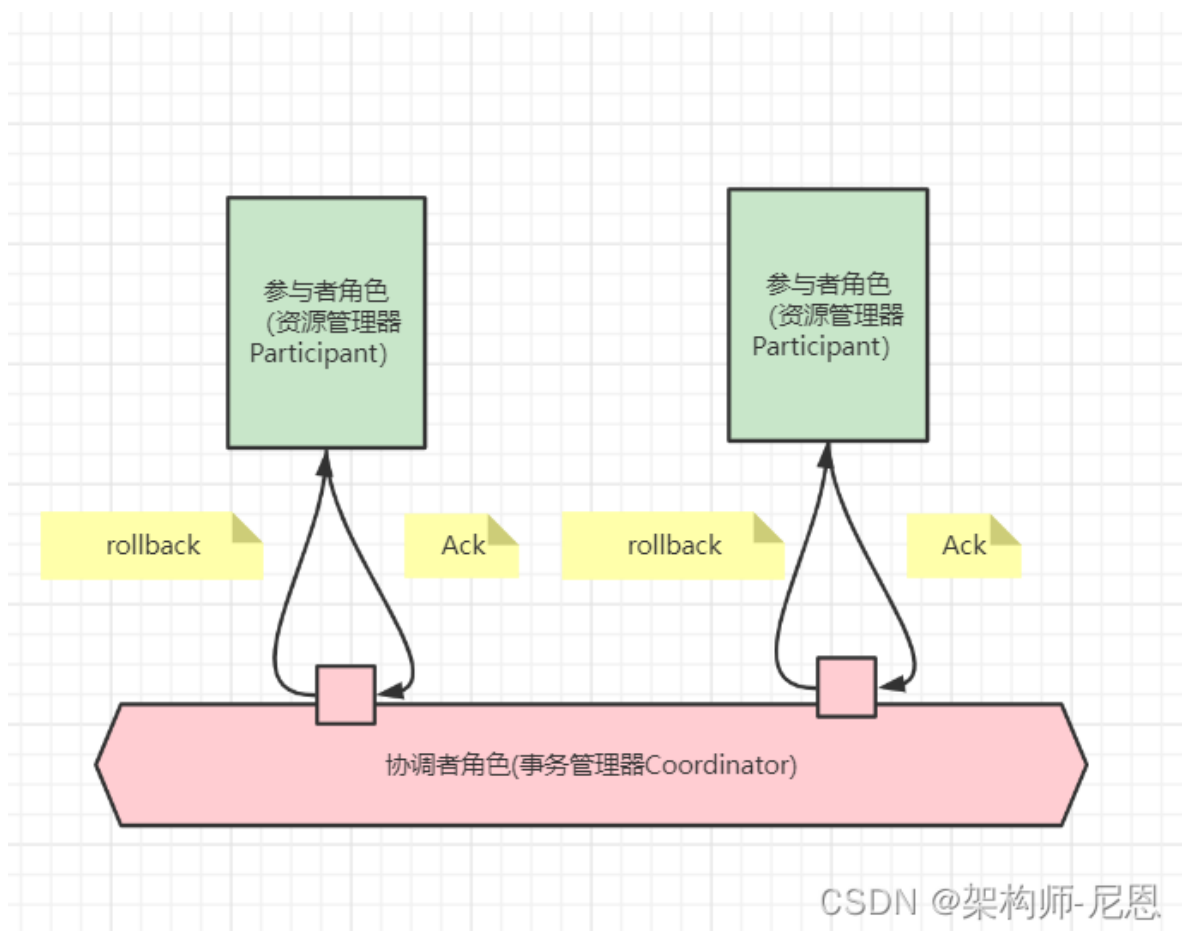 参与者角色
(资源管理器
Participant)
参与者角色
(资源管理器
Participant)
rollback
Ack
rollback
Ack
协调者角色(事务管理器Coordinator)
CSDN @架构师-尼恩